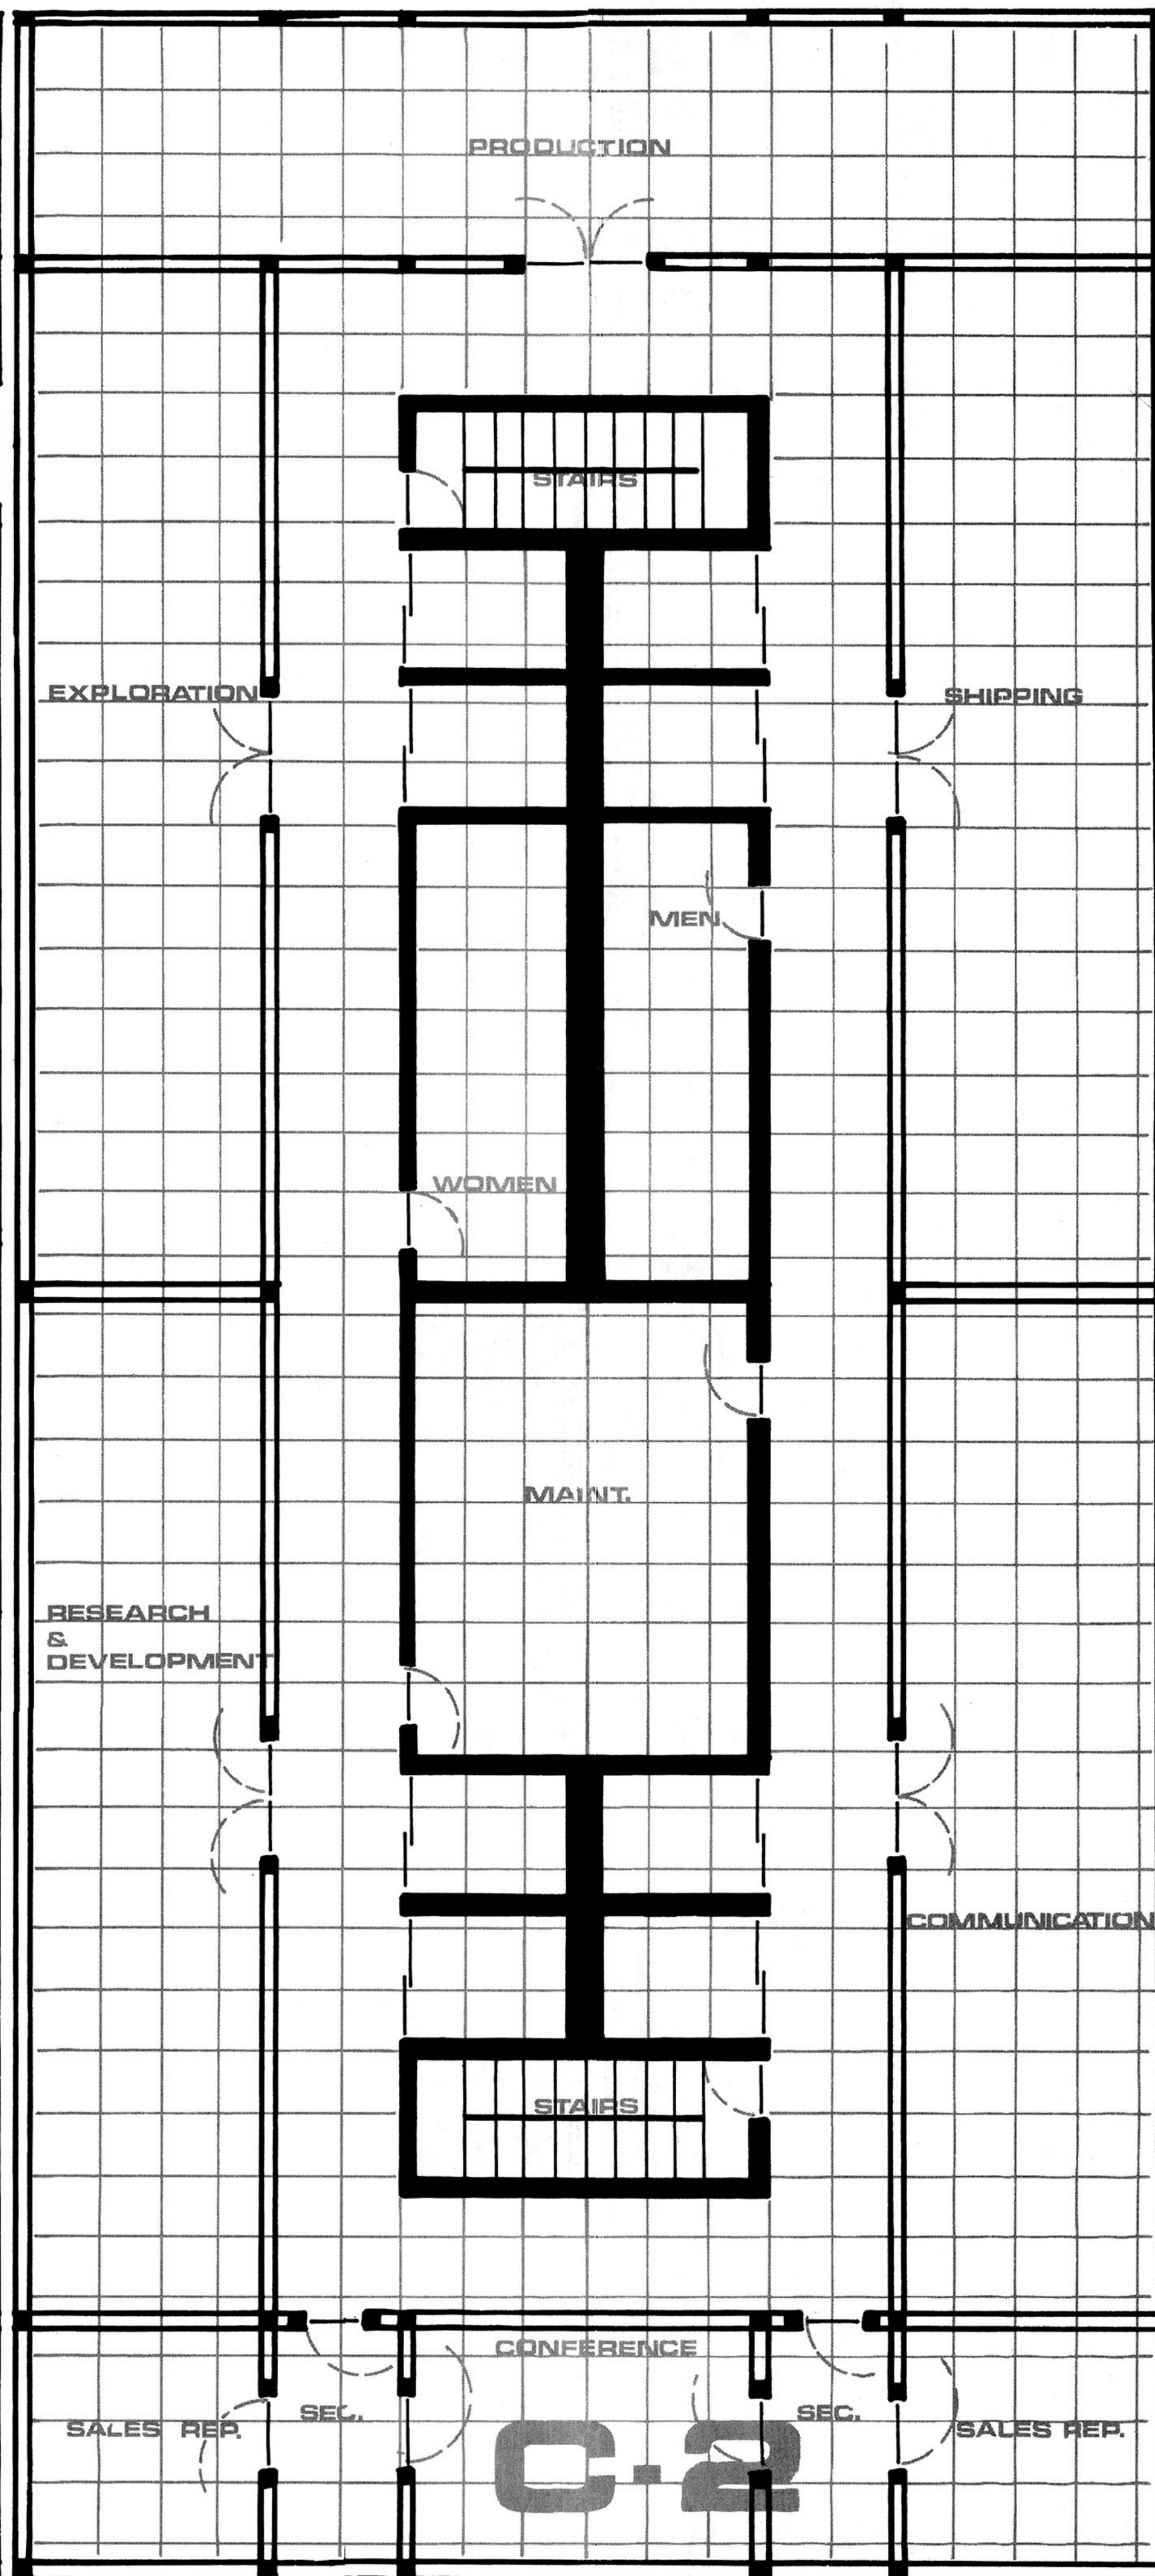 PRODUCTION
STAIRS
EXPLORATION
SHIPPING
MEN
WOMEN
MAINT.
RESEARCH
&
DEVELOPMENT
COMMUNICATION
STAIRS
CONFERENCE
SEC.
SEC.
SALES REP.
SALES REP.
C-2